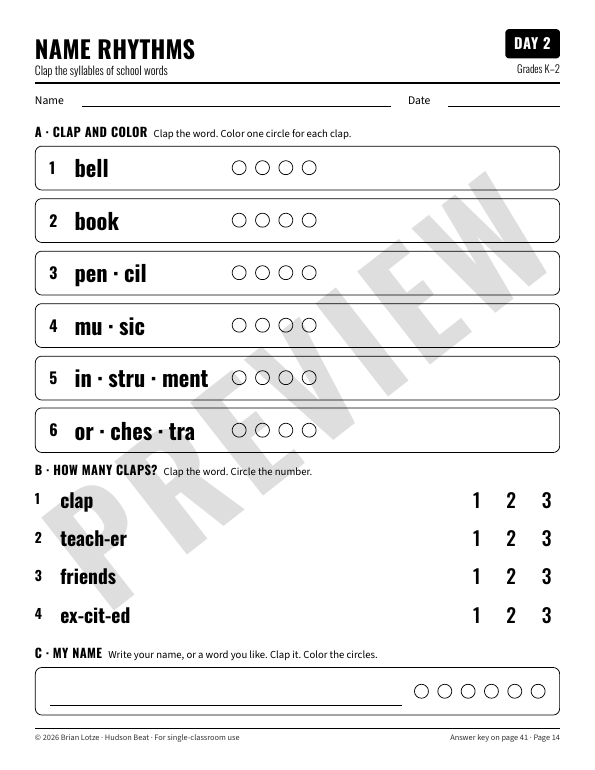 NAME RHYTHMS
DAY 2
Clap the syllables of school words
Grades K–2
Name
Date
A · CLAP AND COLOR Clap the word. Color one circle for each clap.
1 bell
2 book
3 pen · cil
4 mu · sic
5 in · stru · ment
6 or · ches · tra
B · HOW MANY CLAPS? Clap the word. Circle the number.
1 clap 1 2 3
2 teach-er 1 2 3
3 friends 1 2 3
4 ex-cit-ed 1 2 3
C · MY NAME Write your name, or a word you like. Clap it. Color the circles.
© 2026 Brian Lotze · Hudson Beat · For single-classroom use
Answer key on page 41 · Page 14
PREVIEW